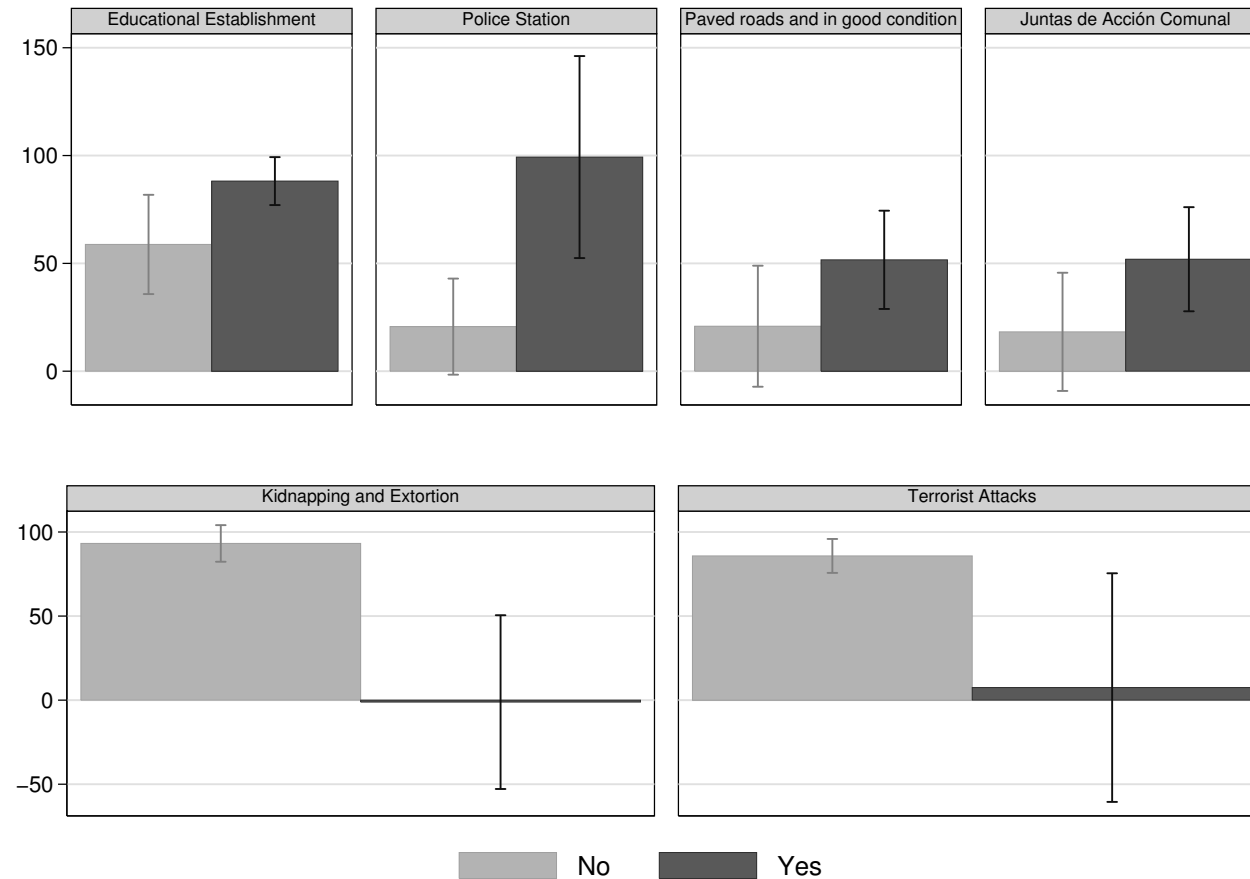 Educational Establishment
Police Station
Paved roads and in good condition
Juntas de Acción Comunal
150
100
50
0
Kidnapping and Extortion
Terrorist Attacks
100
50
0
−50
No
Yes